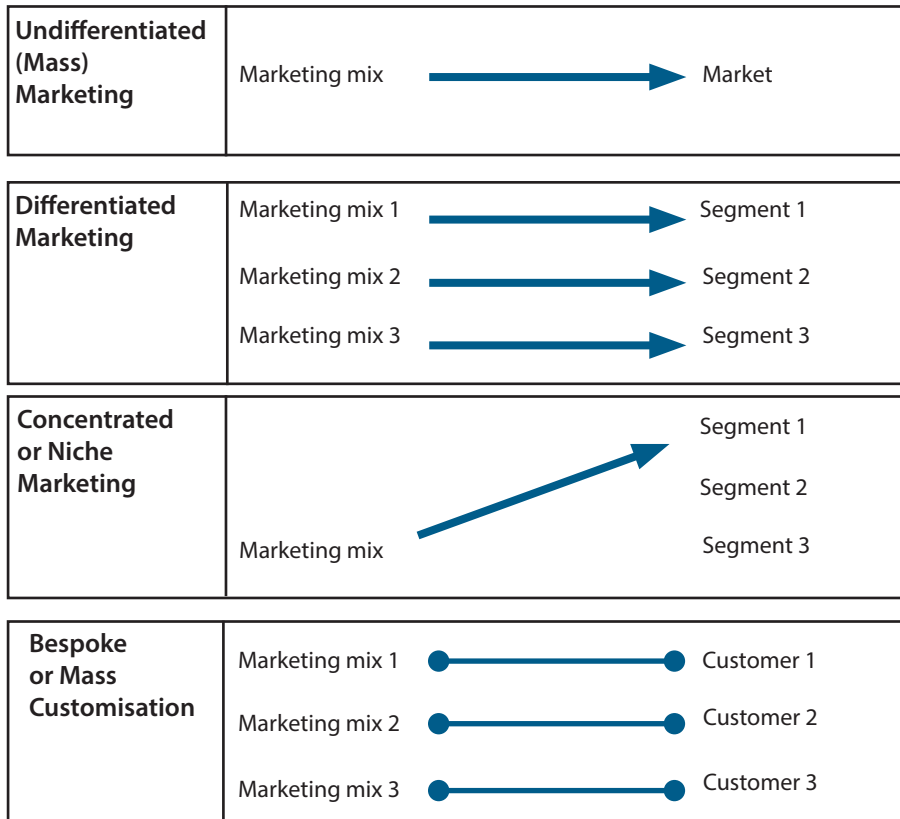 Undifferentiated
(Mass)
Marketing
Marketing mix
Market
Differentiated
Marketing
Marketing mix 1
Segment 1
Marketing mix 2
Segment 2
Marketing mix 3
Segment 3
Concentrated
or Niche
Marketing
Marketing mix
Segment 1
Segment 2
Segment 3
Bespoke
or Mass
Customisation
Marketing mix 1
Customer 1
Marketing mix 2
Customer 2
Marketing mix 3
Customer 3